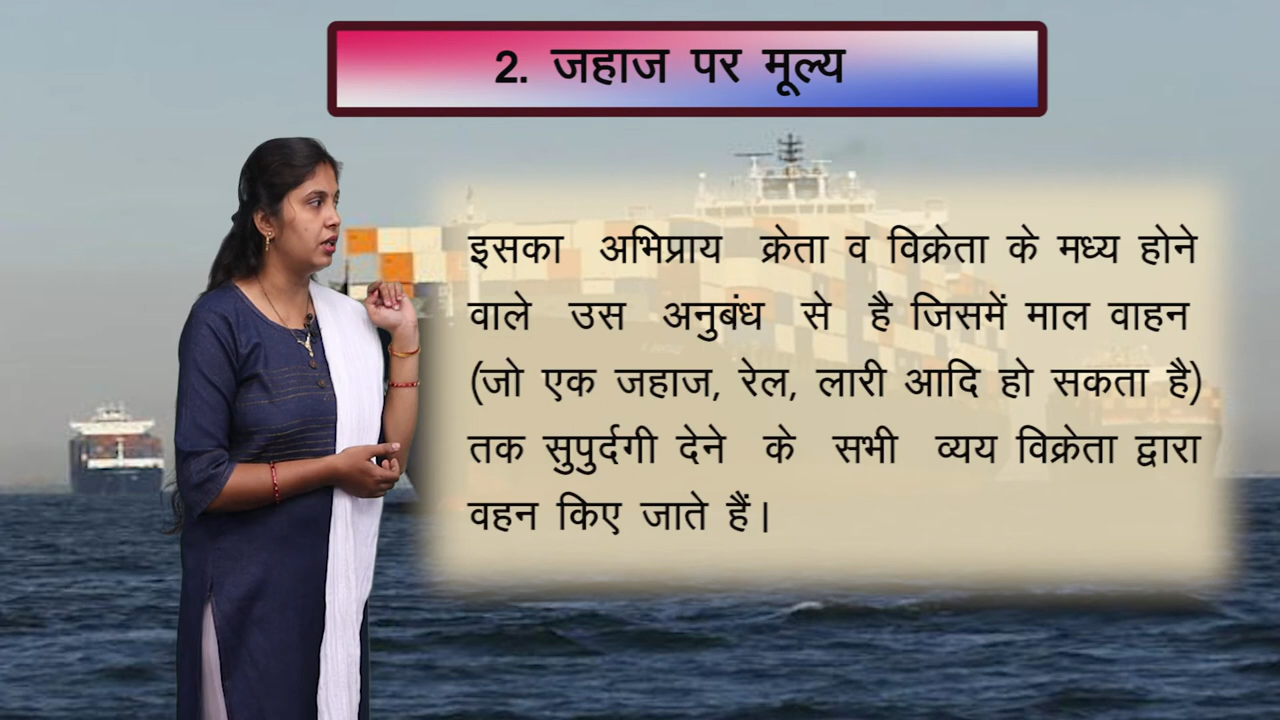 2. जहाज पर मूल्य
इसका अभिप्राय क्रेता व विक्रेता के मध्य होने
वाले उस अनुबंध से है जिसमें माल वाहन
(जो एक जहाज, रेल, लारी आदि हो सकता है)
तक सुपुर्दगी देने के सभी व्यय विक्रेता द्वारा
वहन किए जाते हैं।